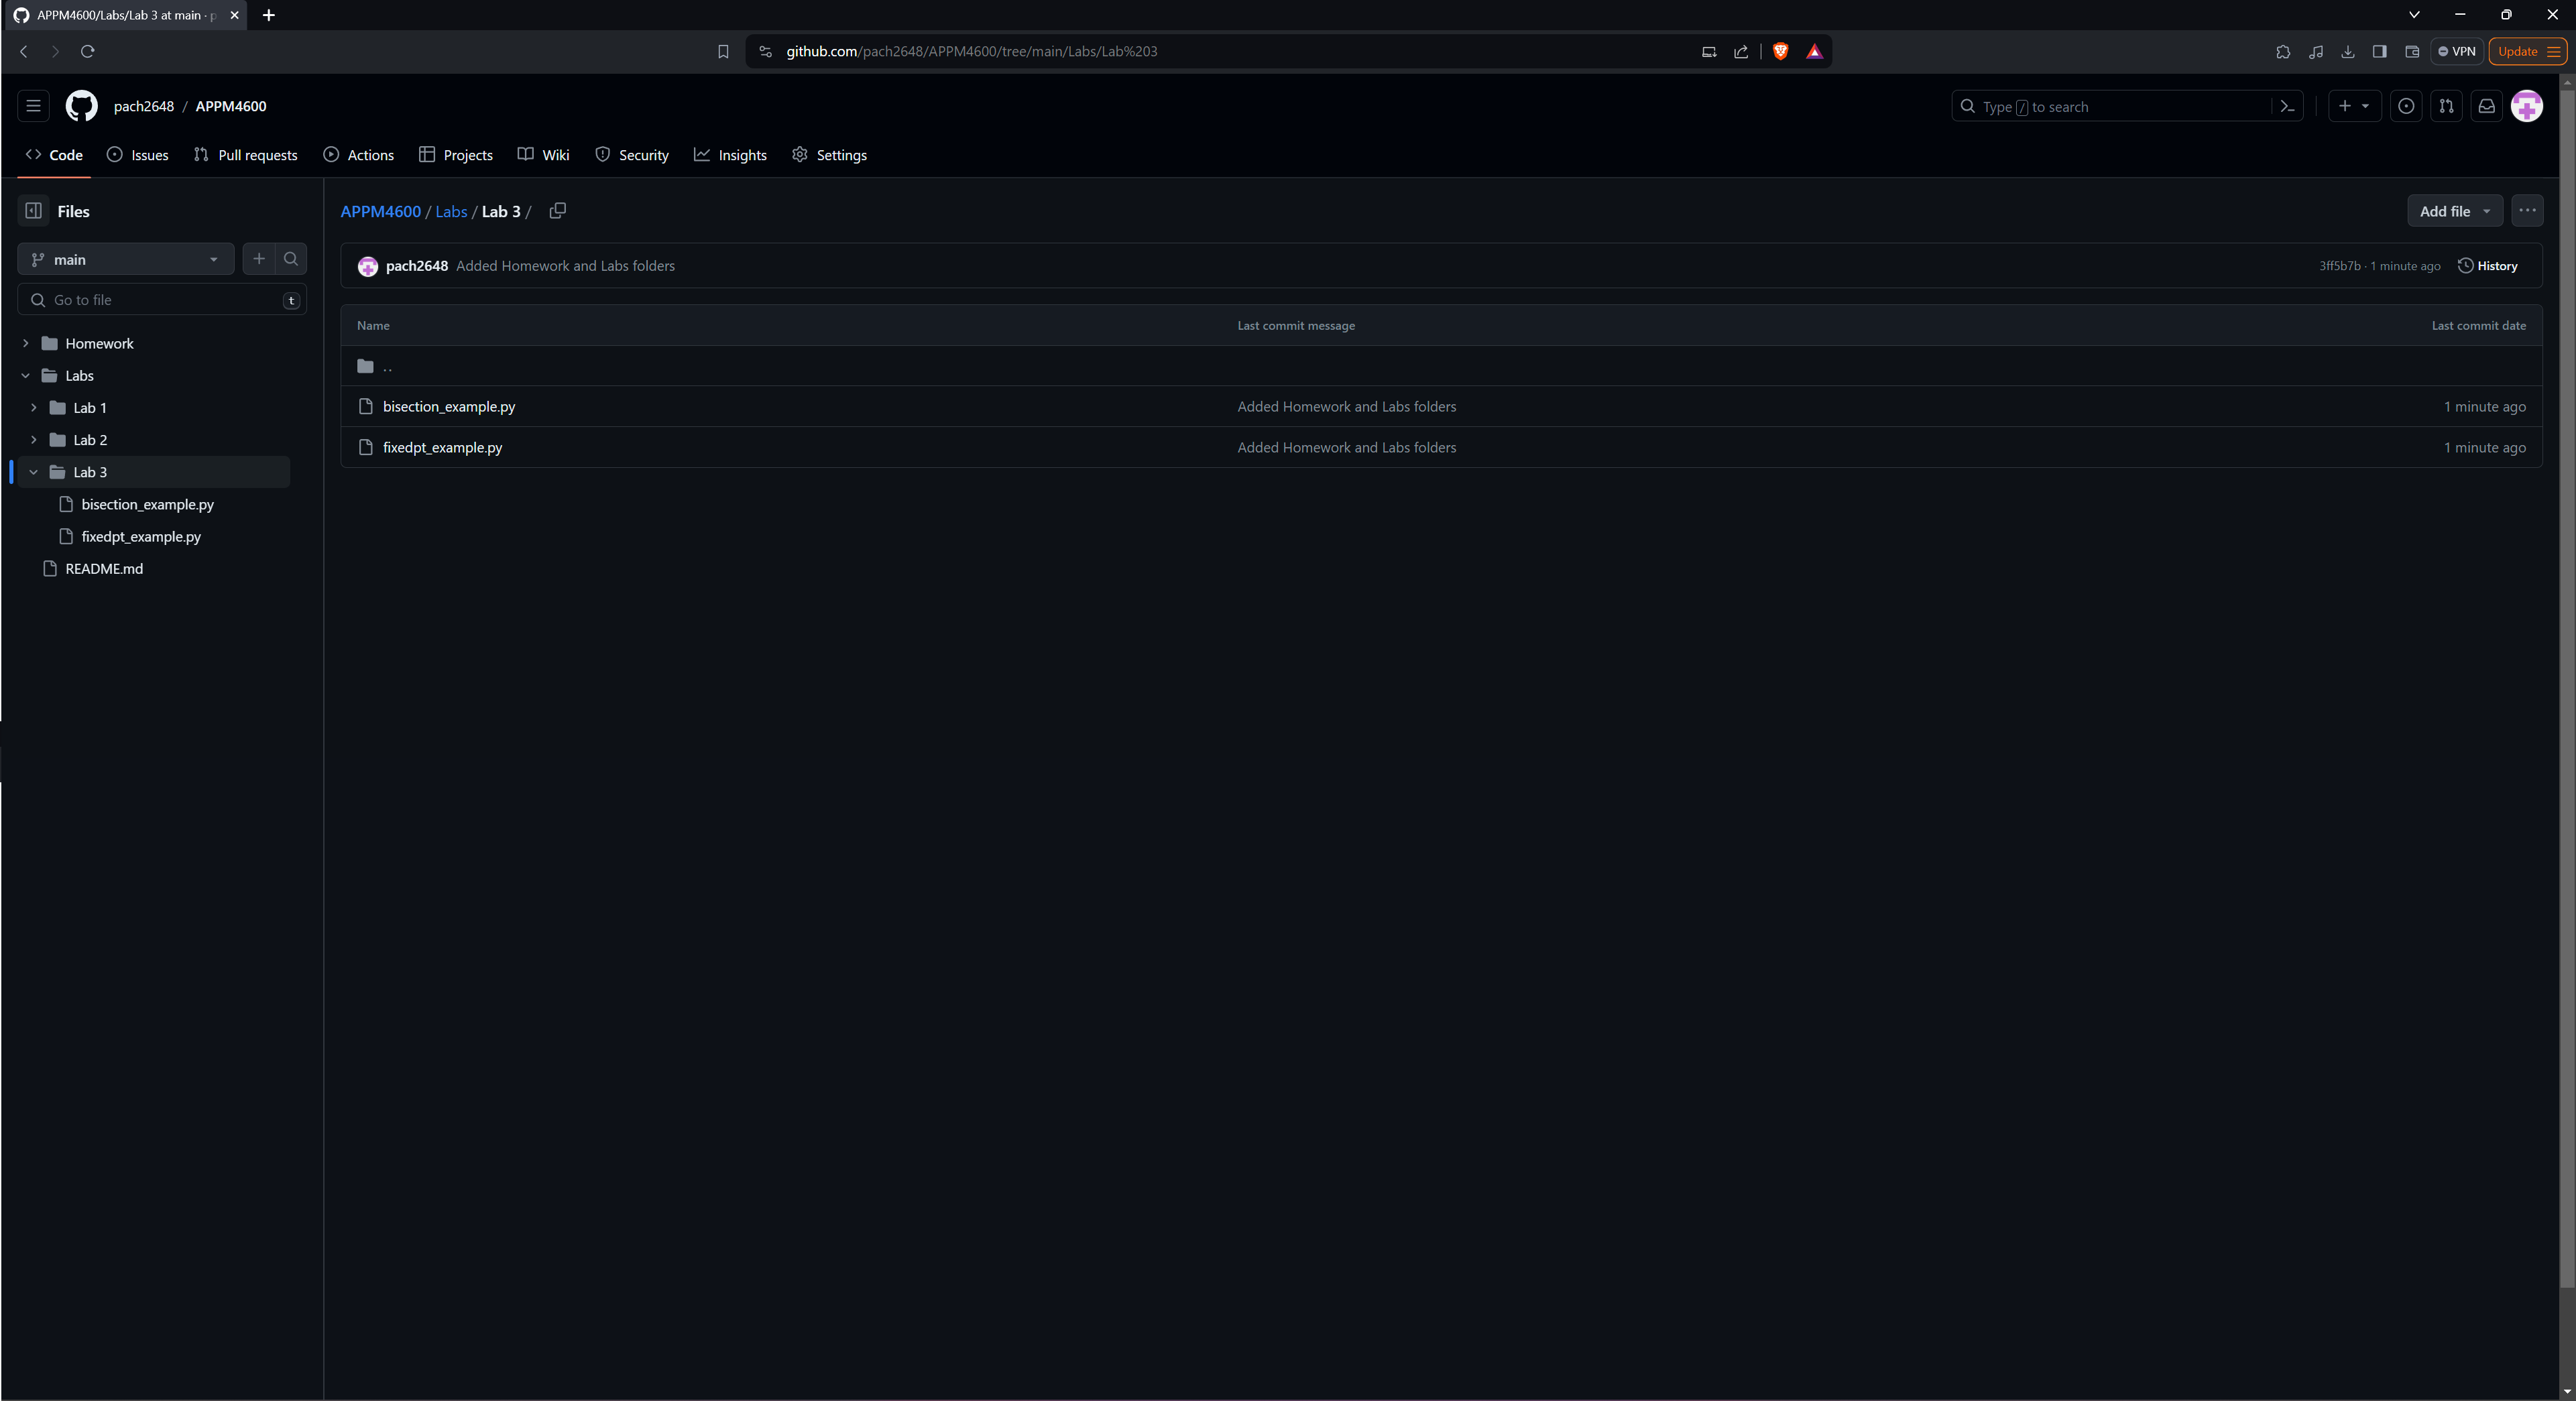 APPM4600/Labs/Lab 3 at main · p
github.com/pach2648/APPM4600/tree/main/Labs/Lab%203
VPN
Update
pach2648 / APPM4600
Type / to search
Code Issues Pull requests Actions Projects Wiki Security Insights Settings
Files
main
Go to file t
Homework
Labs
Lab 1
Lab 2
Lab 3
bisection_example.py
fixedpt_example.py
README.md
APPM4600 / Labs / Lab 3 /
Add file
pach2648 Added Homework and Labs folders 3ff5b7b · 1 minute ago History
Name Last commit message Last commit date
..
bisection_example.py Added Homework and Labs folders 1 minute ago
fixedpt_example.py Added Homework and Labs folders 1 minute ago